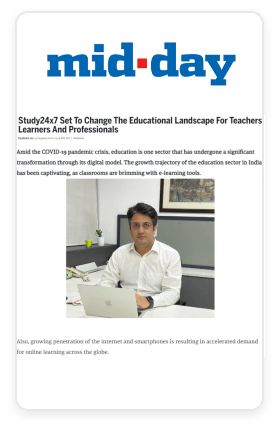 mid-day
Study24x7 Set To Change The Educational Landscape For Teachers
Learners And Professionals
Amid the COVID-19 pandemic crisis, education is one sector that has undergone a significant
transformation through its digital model. The growth trajectory of the education sector in India
has been captivating, as classrooms are brimming with e-learning tools.
Also, growing penetration of the internet and smartphones is resulting in accelerated demand
for online learning across the globe.